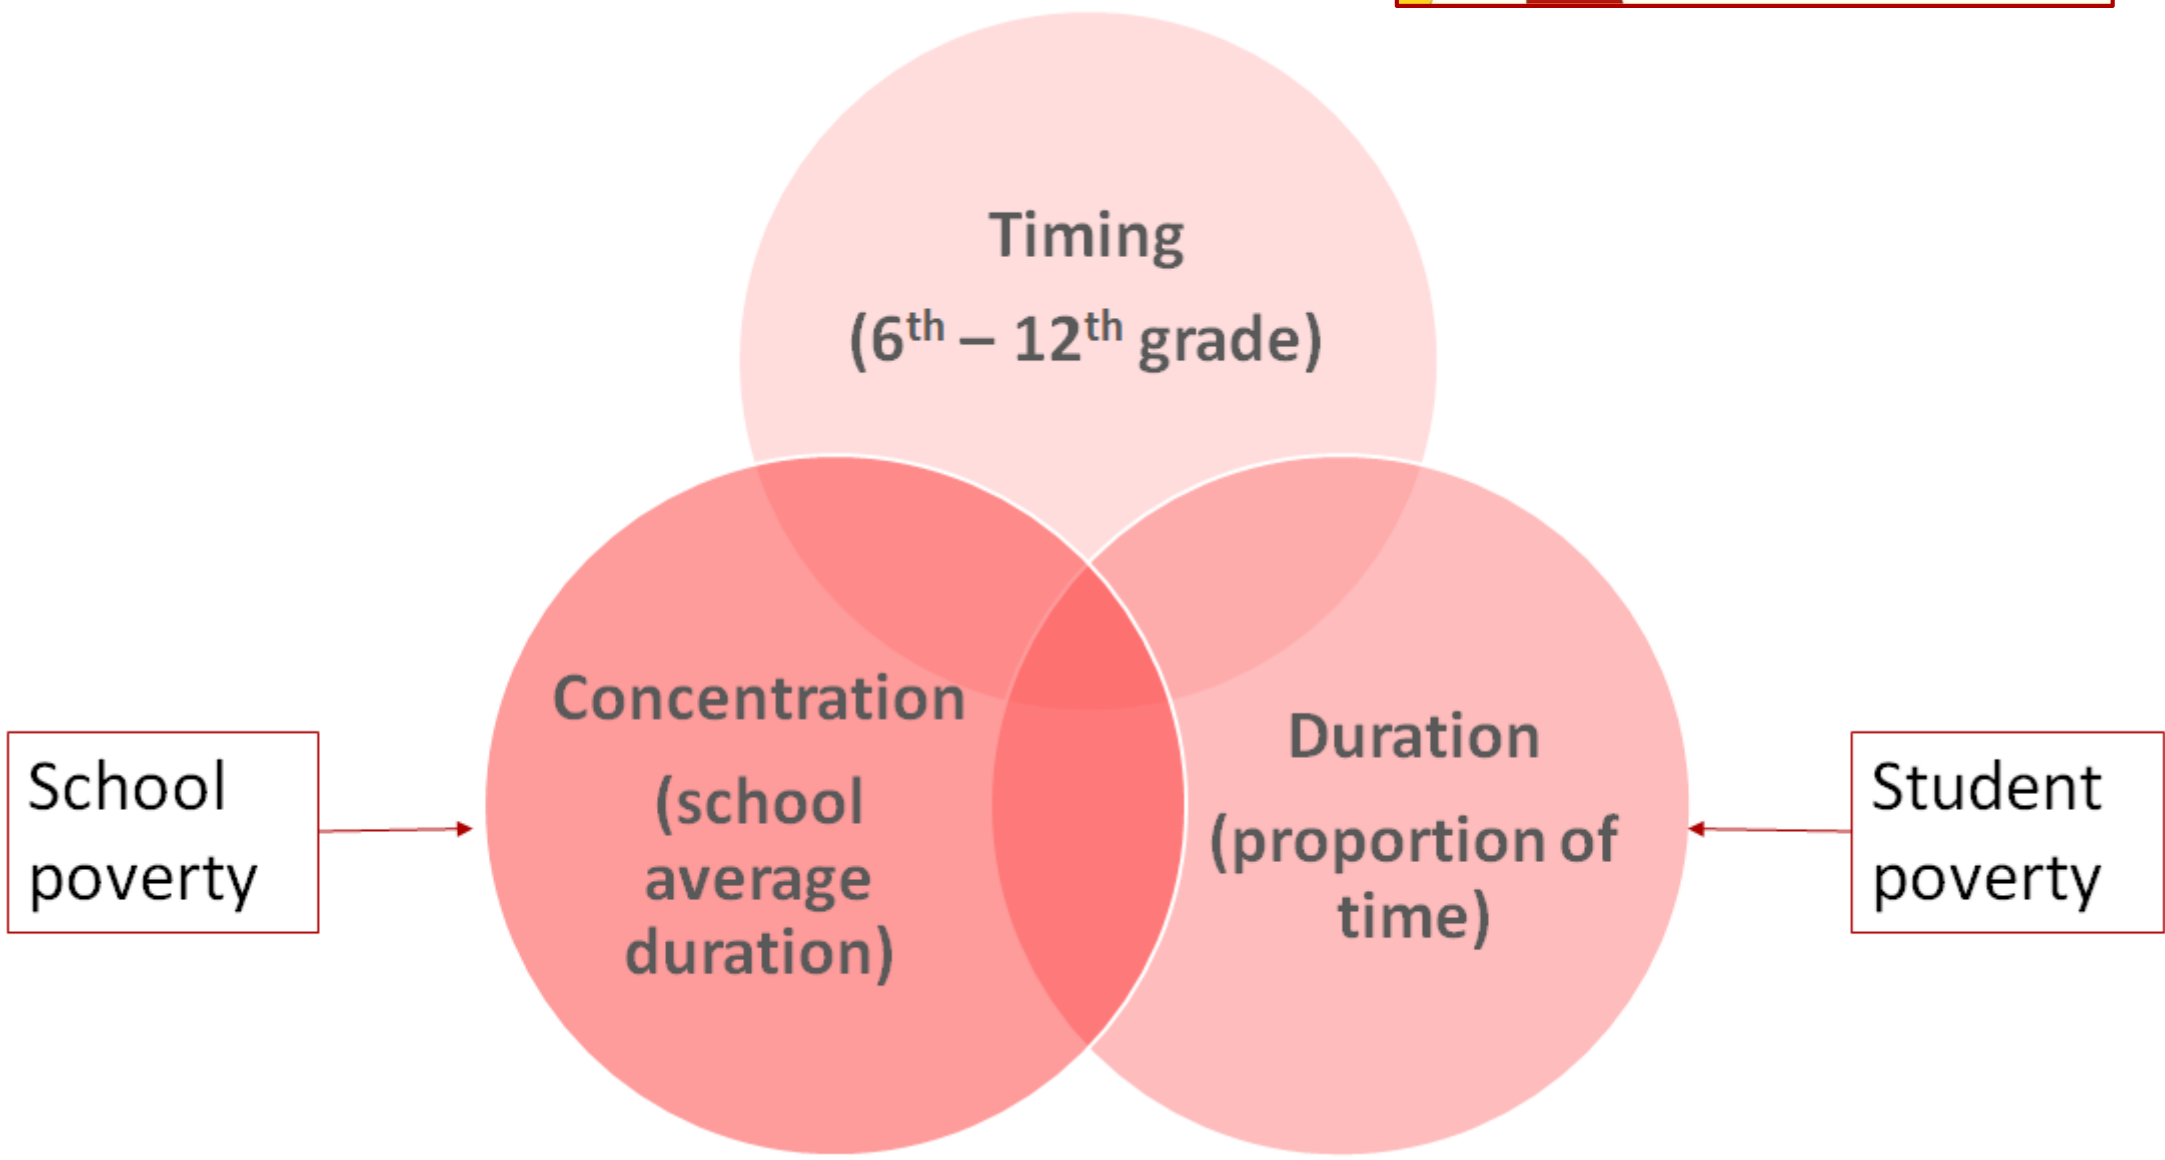 Timing
(6th – 12th grade)
Concentration
(school
average
duration)
Duration
(proportion of
time)
School
poverty
Student
poverty